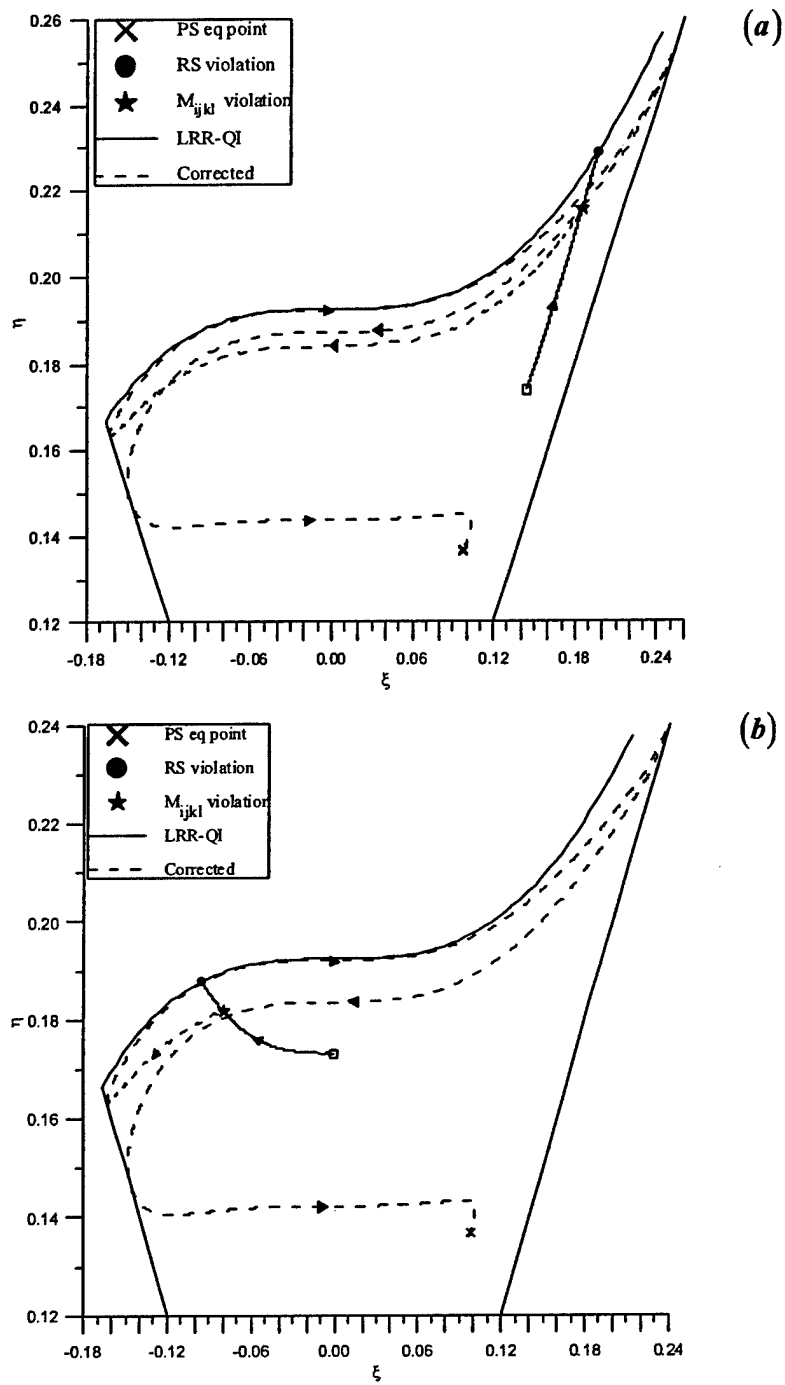 (a)
PS eq point
RS violation
M_ijkl violation
LRR-QI
Corrected
0.26
0.24
0.22
0.20
0.18
0.16
0.14
0.12
η
-0.18 -0.12 -0.06 0.00 0.06 0.12 0.18 0.24
ξ
(b)
PS eq point
RS violation
M_ijkl violation
LRR-QI
Corrected
0.24
0.22
0.20
0.18
0.16
0.14
0.12
η
-0.18 -0.12 -0.06 0.00 0.06 0.12 0.18 0.24
ξ